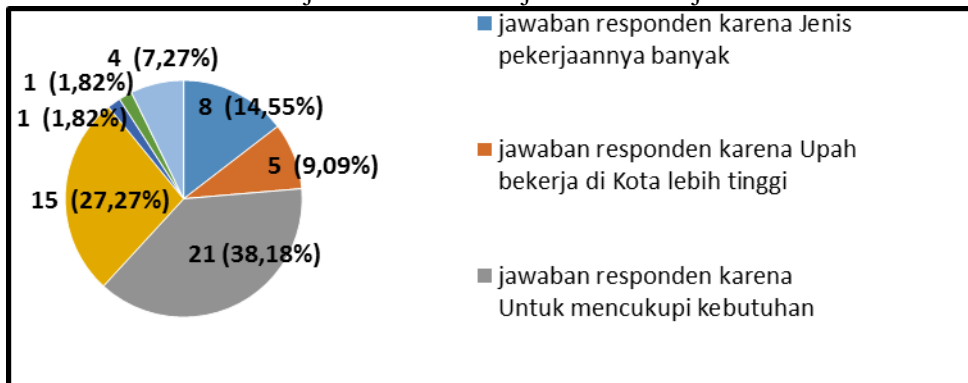 jawaban responden karena Jenis
pekerjaannya banyak
4 (7,27%)
1 (1,82%)
8 (14,55%)
1 (1,82%)
jawaban responden karena Upah
bekerja di Kota lebih tinggi
5 (9,09%)
15 (27,27%)
21 (38,18%)
jawaban responden karena
Untuk mencukupi kebutuhan